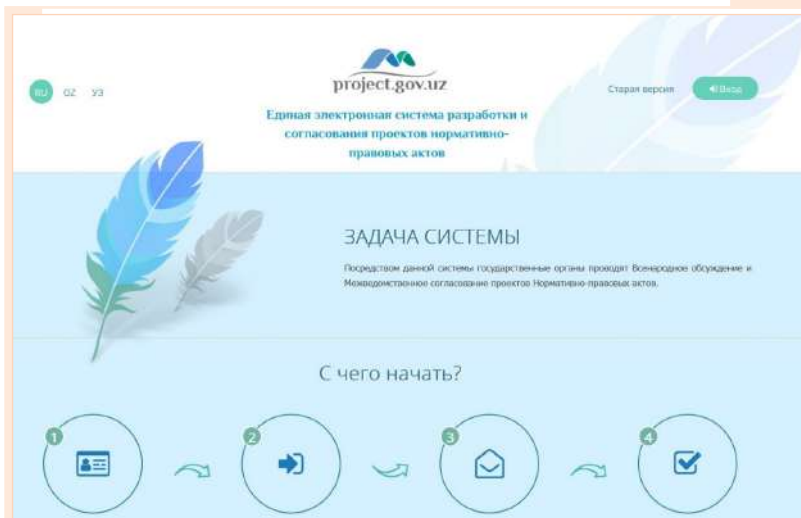 project.gov.uz
RU OZ УЗ
Старая версия Вход
Единая электронная система разработки и
согласования проектов нормативно-
правовых актов
ЗАДАЧА СИСТЕМЫ
Посредством данной системы государственные органы проводят Всенародное обсуждение и
Межведомственное согласование проектов Нормативно-правовых актов.
С чего начать?
1 2 3 4